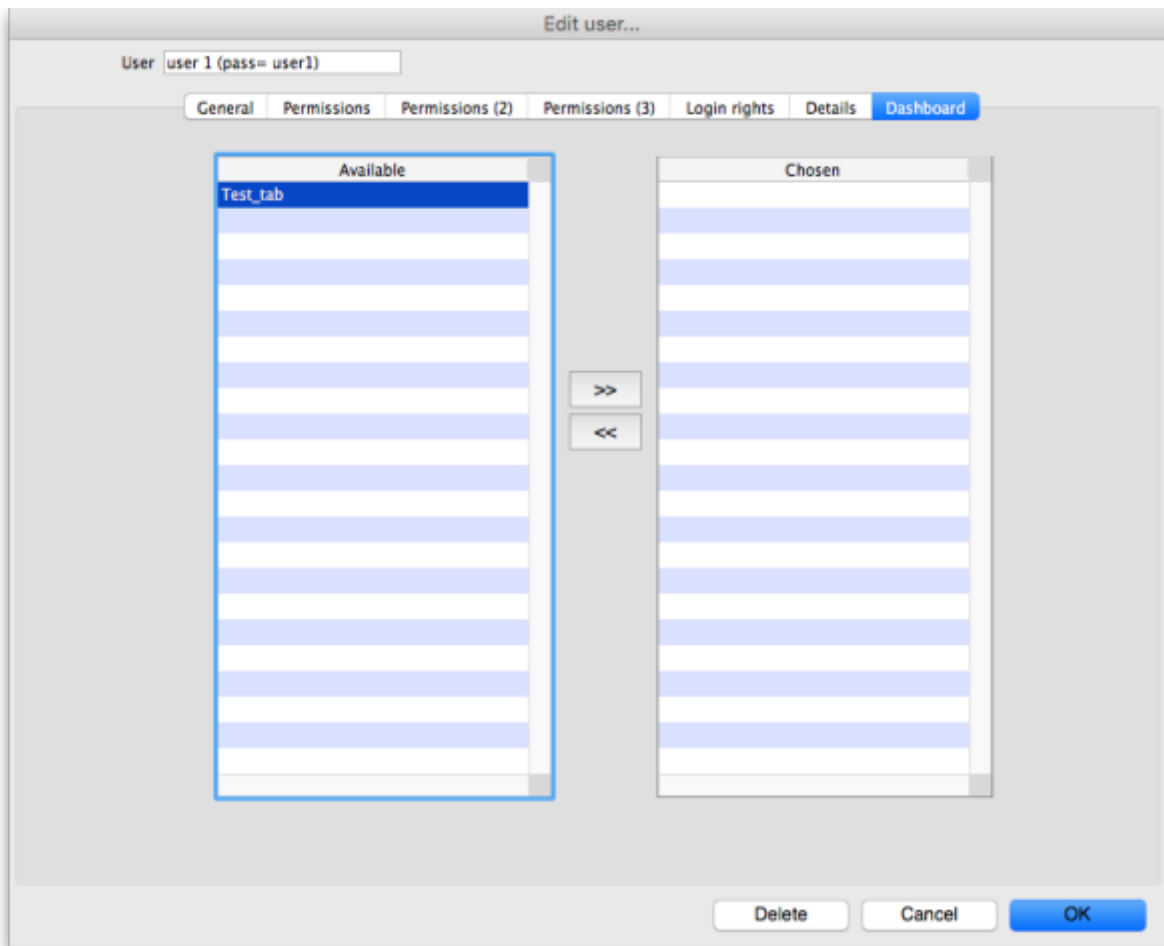 Edit user...
User user 1 (pass= user1)
General Permissions Permissions (2) Permissions (3) Login rights Details Dashboard
Available Chosen
Test_tab
>>
<<
Delete Cancel OK